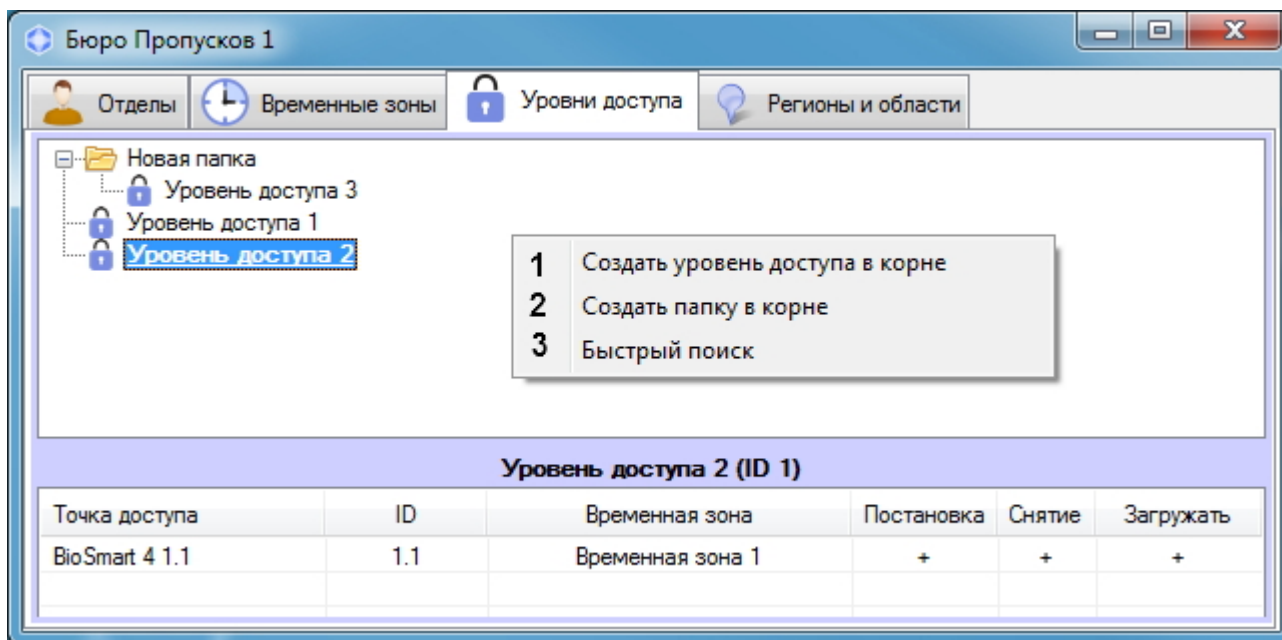 Бюро Пропусков 1
Отделы Временные зоны Уровни доступа Регионы и области
Новая папка
Уровень доступа 3
Уровень доступа 1
Уровень доступа 2
1 Создать уровень доступа в корне
2 Создать папку в корне
3 Быстрый поиск
Уровень доступа 2 (ID 1)
Точка доступа ID Временная зона Постановка Снятие Загружать
BioSmart 4 1.1 1.1 Временная зона 1 + + +